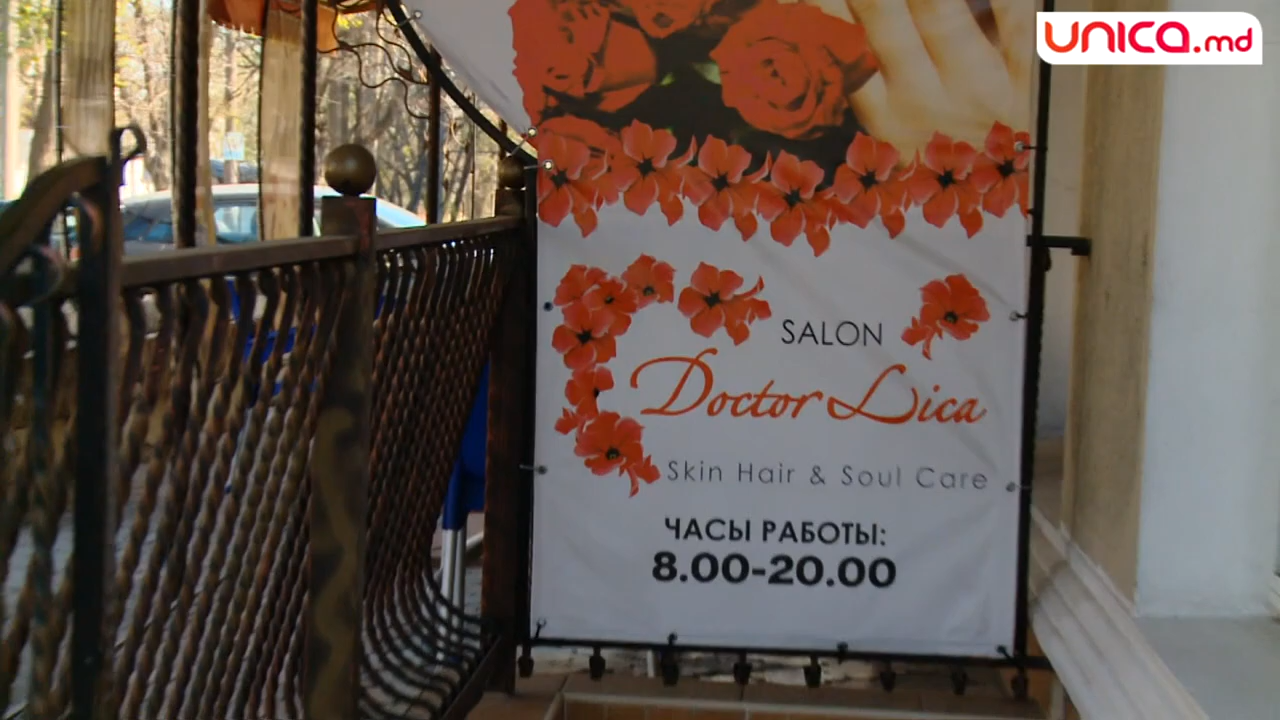 unica.md
SALON
Doctor Lica
Skin Hair & Soul Care
ЧАСЫ РАБОТЫ:
8.00-20.00